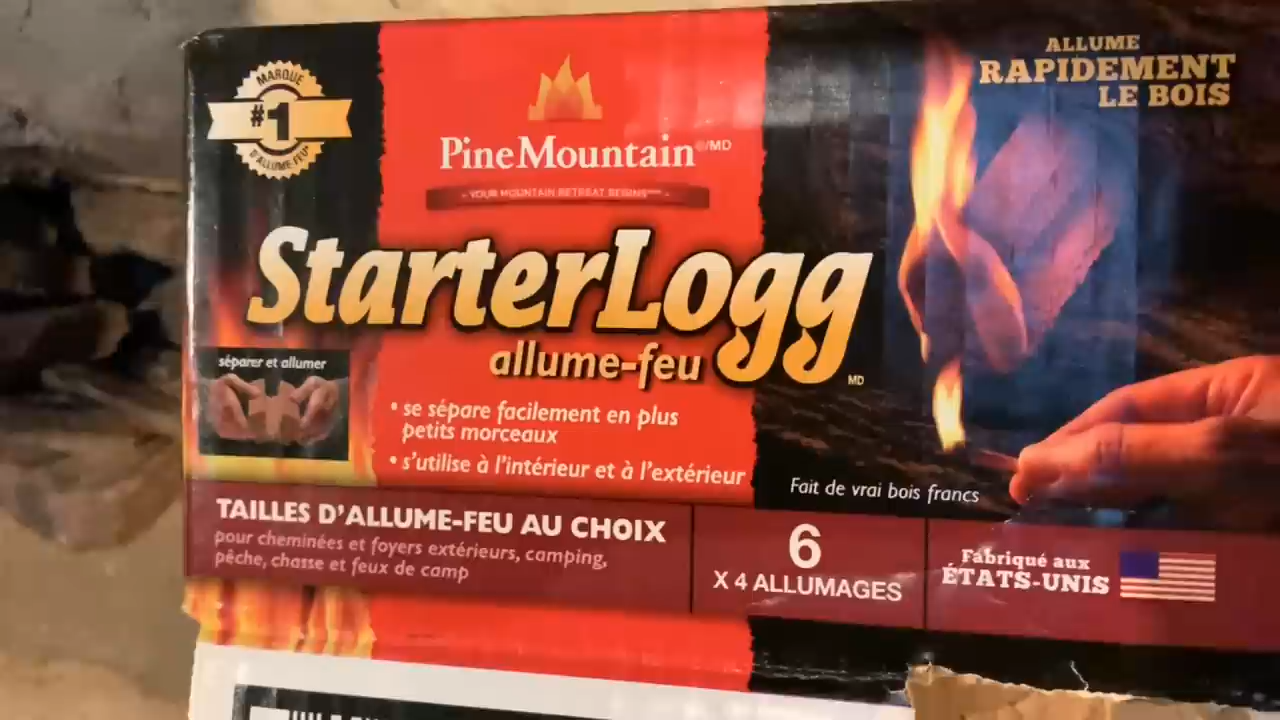 MARQUE
#1
D'ALLUME-FEU*
PineMountain®/MD
- YOUR MOUNTAIN RETREAT BEGINS
StarterLogg
allume-feu
MD
séparer et allumer
• se sépare facilement en plus
petits morceaux
• s'utilise à l'intérieur et à l'extérieur
ALLUME
RAPIDEMENT
LE BOIS
Fait de vrai bois francs
TAILLES D'ALLUME-FEU AU CHOIX
pour cheminées et foyers extérieurs, camping,
pêche, chasse et feux de camp
6
X 4 ALLUMAGES
Fabriqué aux
ÉTATS-UNIS